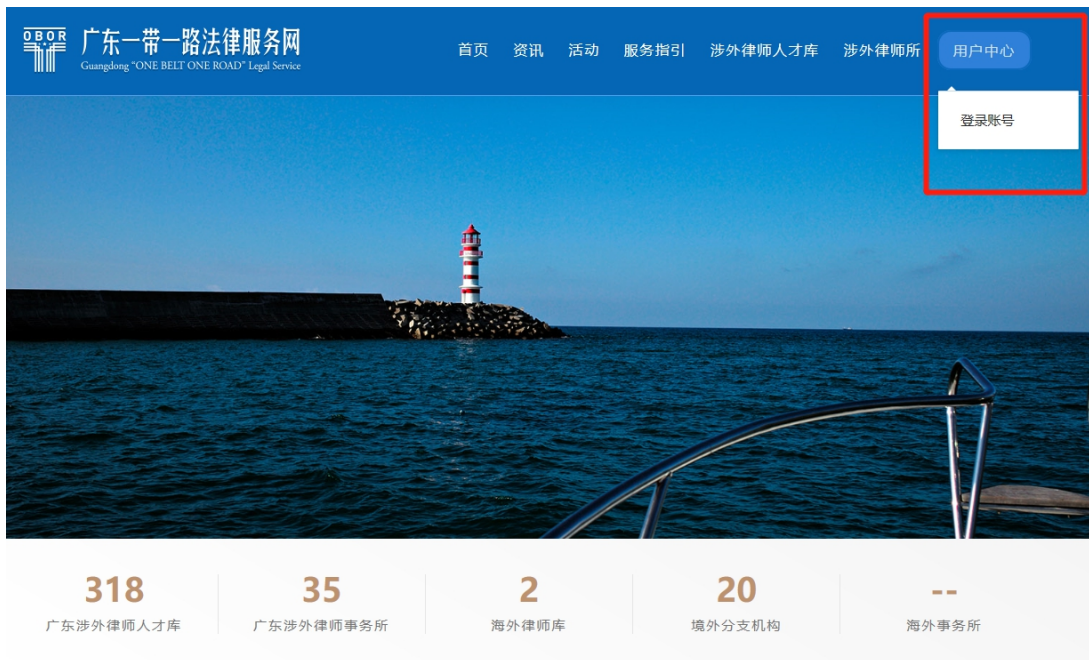 OBOR
广东一带一路法律服务网
Guangdong "ONE BELT ONE ROAD" Legal Service
首页 资讯 活动 服务指引 涉外律师人才库 涉外律师所 用户中心
登录账号
318 35 2 20 --
广东涉外律师人才库 广东涉外律师事务所 海外律师库 境外分支机构 海外事务所